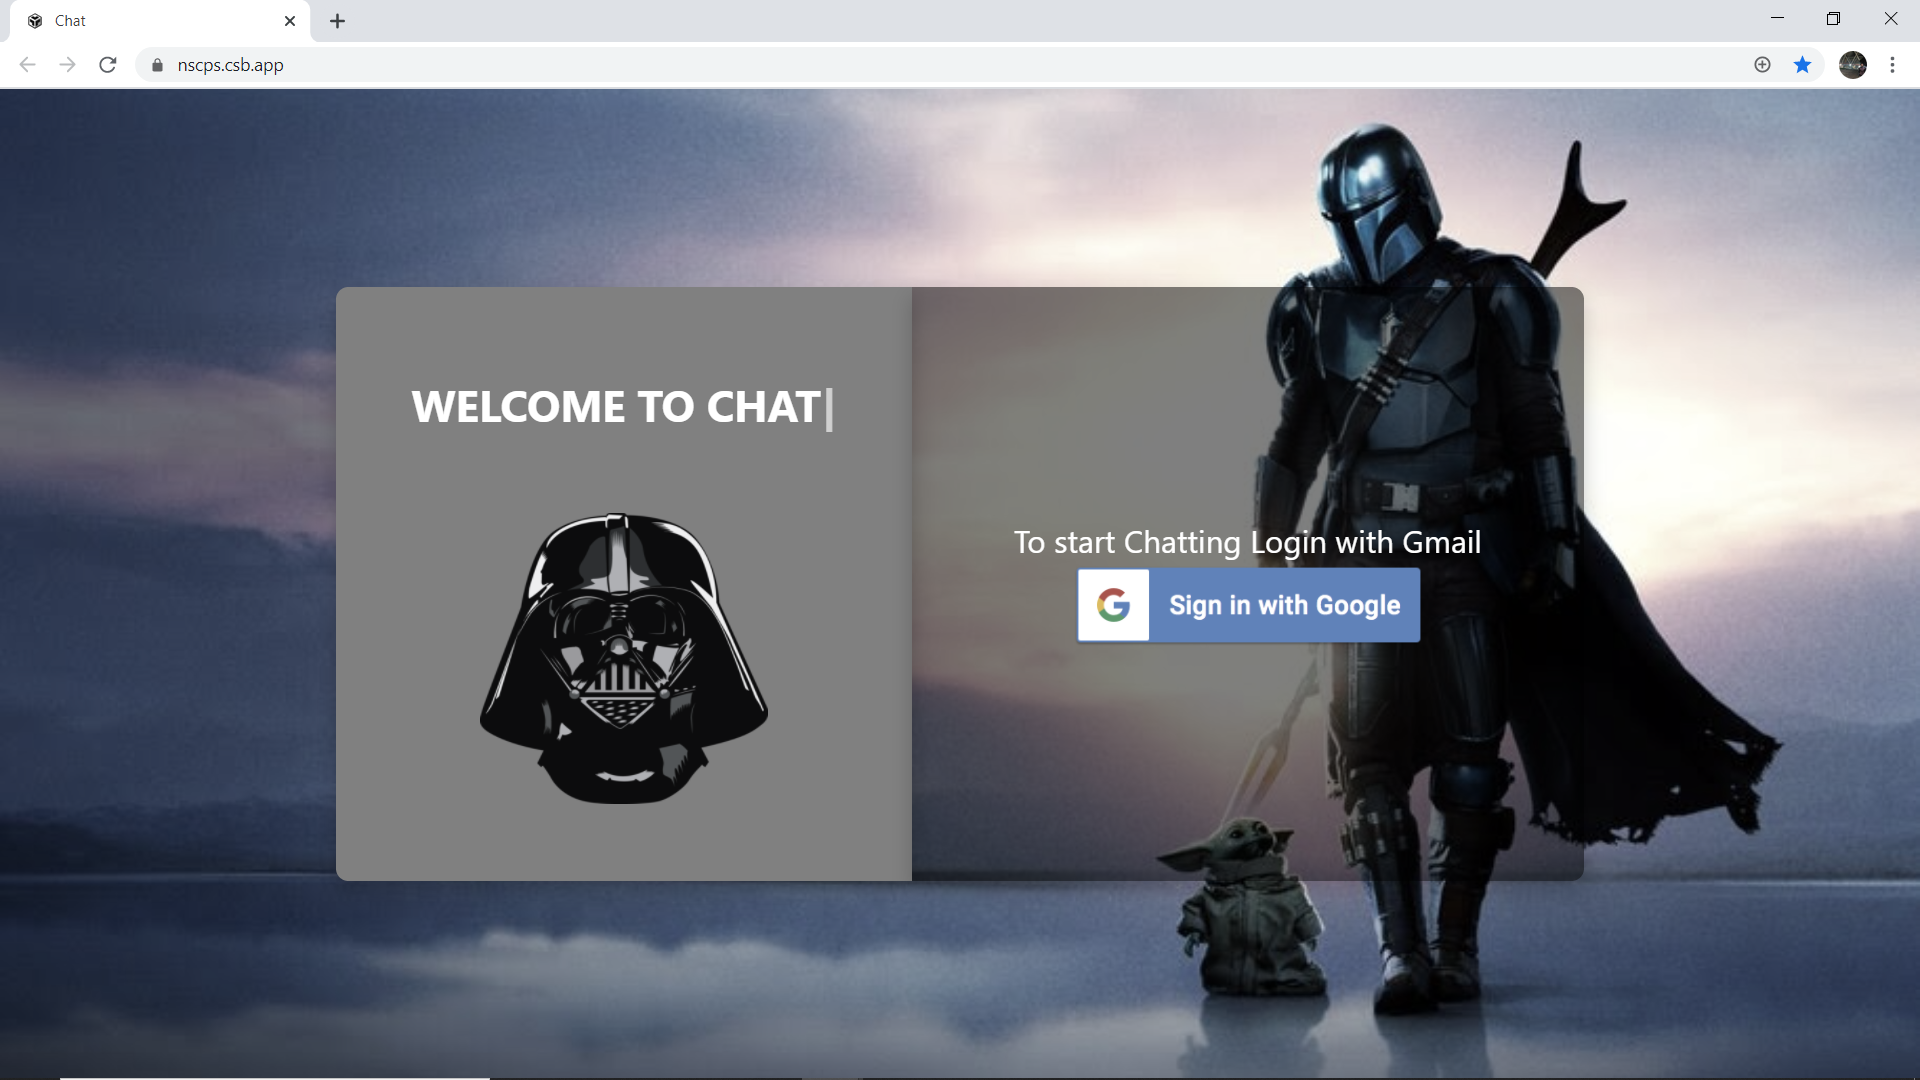 Chat
nscps.csb.app
WELCOME TO CHAT
To start Chatting Login with Gmail
G Sign in with Google